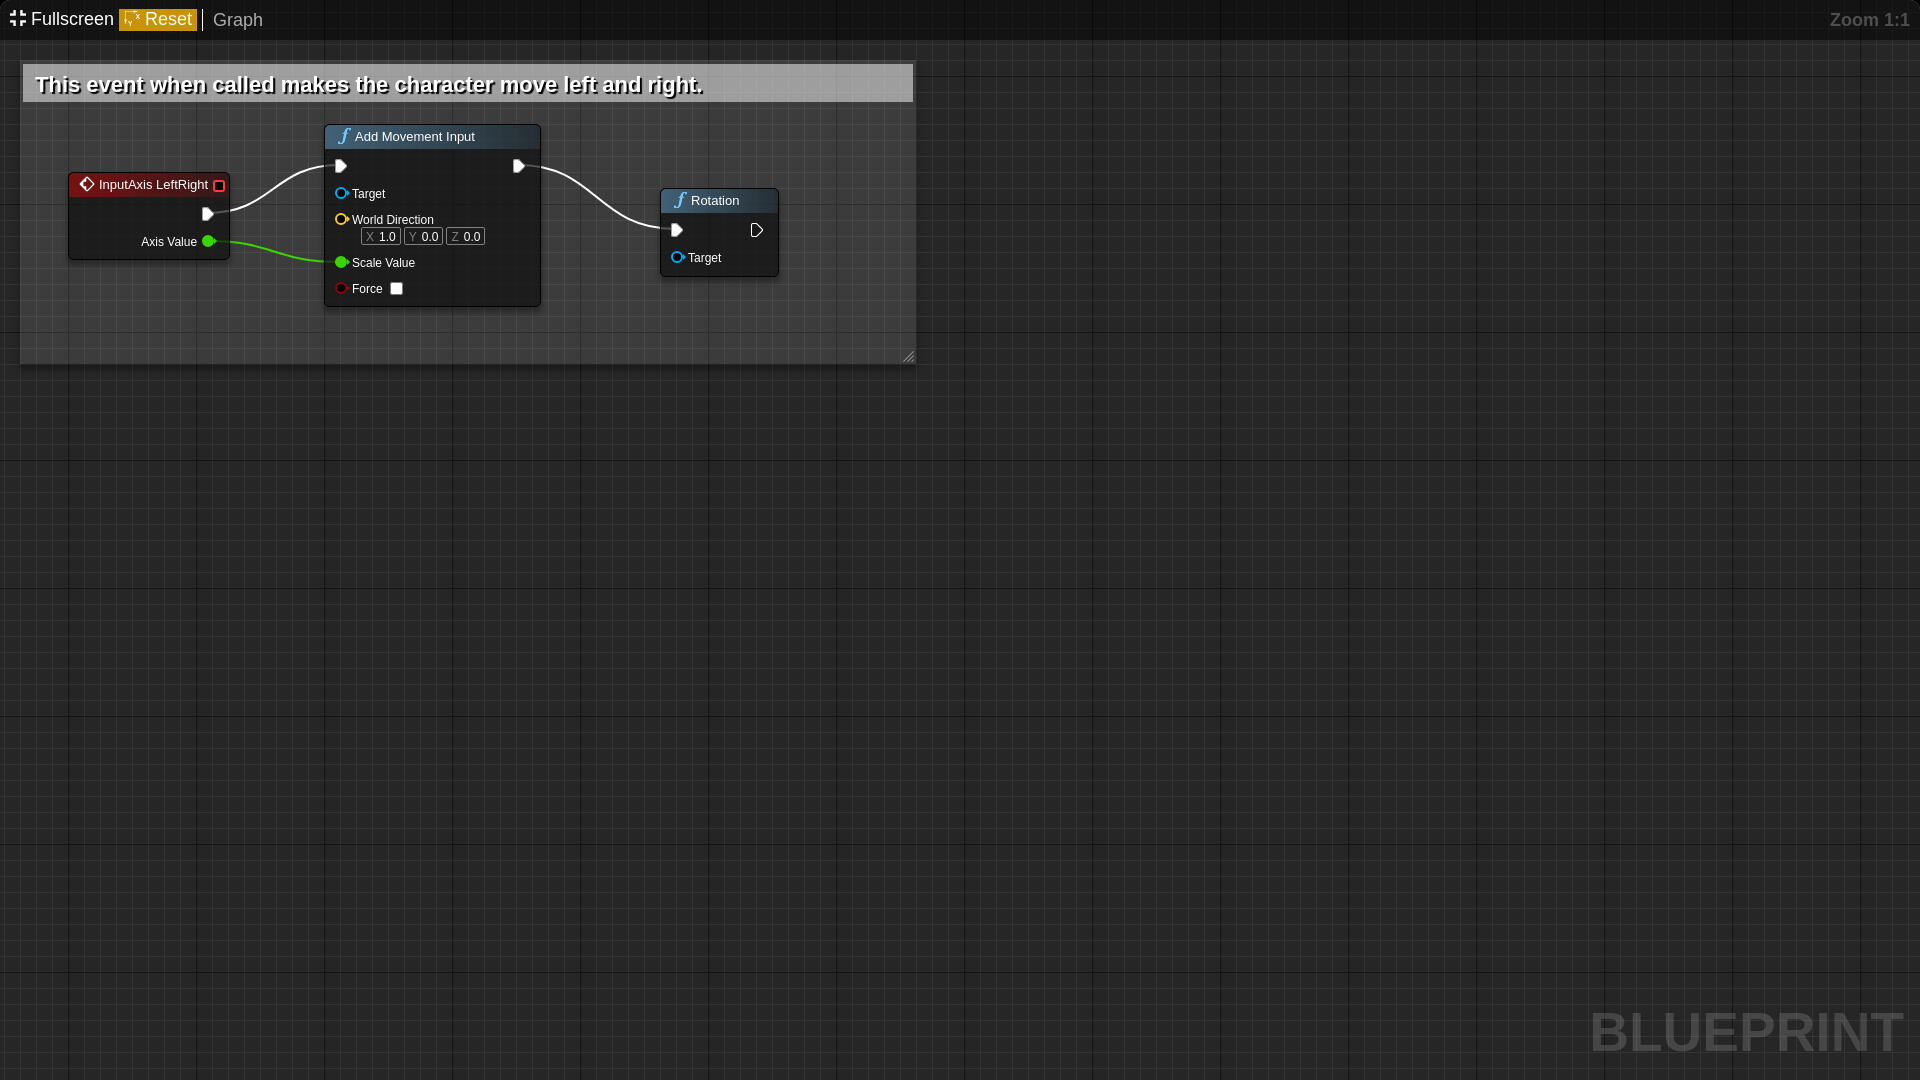 Fullscreen Reset Graph Zoom 1:1
This event when called makes the character move left and right.
Add Movement Input
Target
World Direction
X 1.0 Y 0.0 Z 0.0
Scale Value
Force
InputAxis LeftRight
Axis Value
Rotation
Target
BLUEPRINT